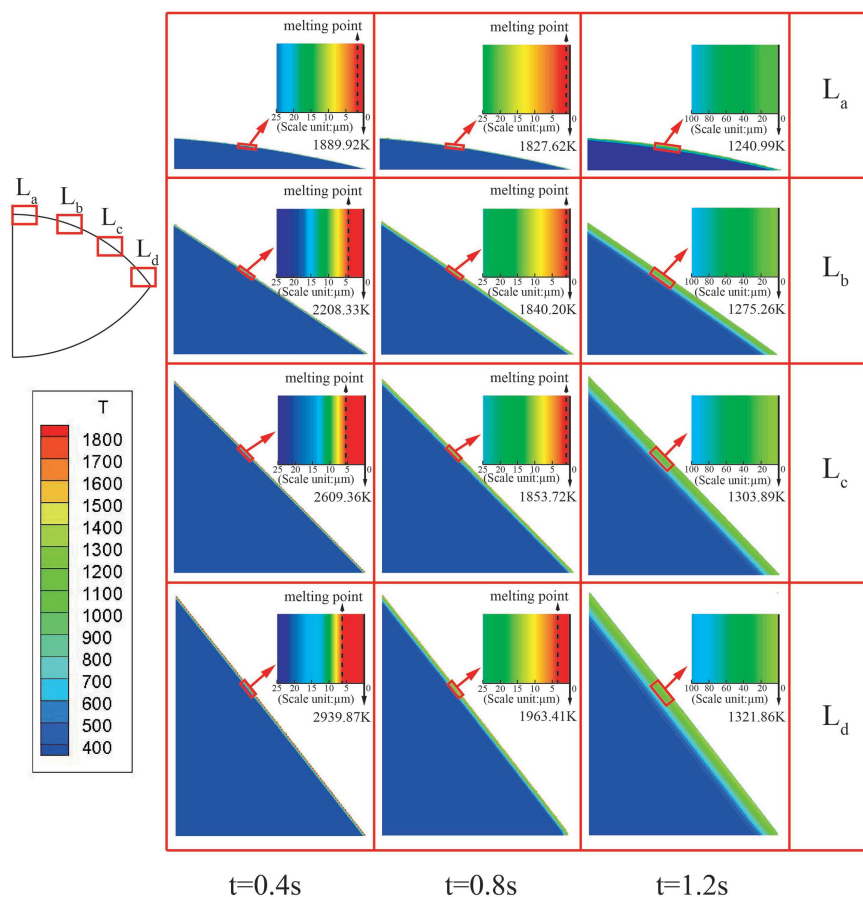 melting point
25 20 15 10 5 0
(Scale unit:µm)
1889.92K
melting point
25 20 15 10 5 0
(Scale unit:µm)
1827.62K
100 80 60 40 20 0
(Scale unit:µm)
1240.99K
La
La
Lb
Lc
Ld
melting point
25 20 15 10 5 0
(Scale unit:µm)
2208.33K
melting point
25 20 15 10 5 0
(Scale unit:µm)
1840.20K
100 80 60 40 20 0
(Scale unit:µm)
1275.26K
Lb
T
1800
1700
1600
1500
1400
1300
1200
1100
1000
900
800
700
600
500
400
melting point
25 20 15 10 5 0
(Scale unit:µm)
2609.36K
melting point
25 20 15 10 5 0
(Scale unit:µm)
1853.72K
100 80 60 40 20 0
(Scale unit:µm)
1303.89K
Lc
melting point
25 20 15 10 5 0
(Scale unit:µm)
2939.87K
melting point
25 20 15 10 5 0
(Scale unit:µm)
1963.41K
100 80 60 40 20 0
(Scale unit:µm)
1321.86K
Ld
t=0.4s
t=0.8s
t=1.2s